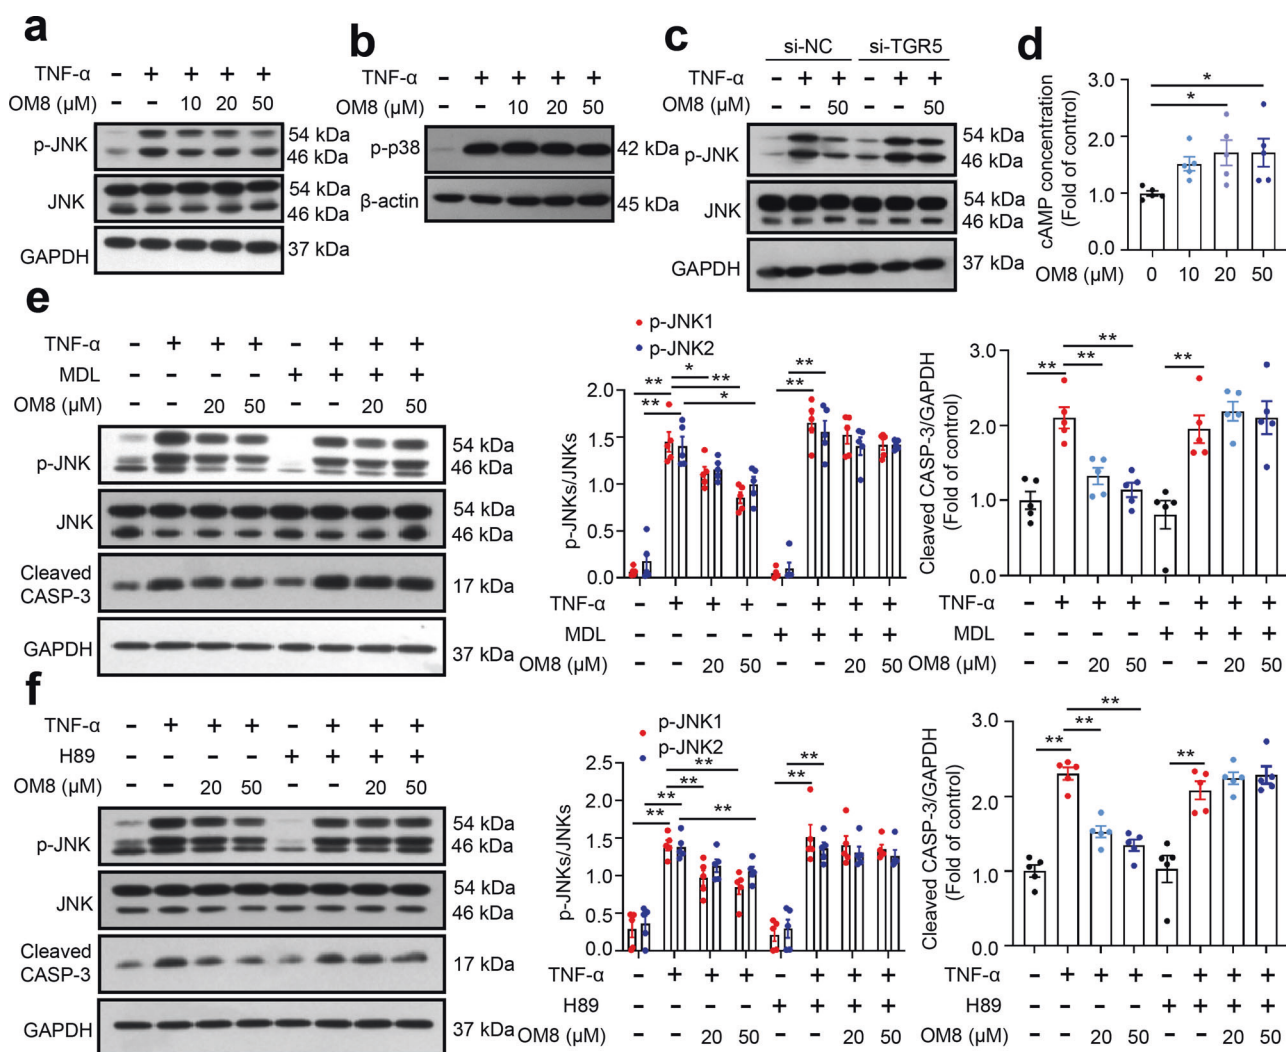 a
TNF-α – + + + +
OM8 (μM) – – 10 20 50
p-JNK 54 kDa
46 kDa
JNK 54 kDa
46 kDa
GAPDH 37 kDa
b
TNF-α – + + + +
OM8 (μM) – – 10 20 50
p-p38 42 kDa
β-actin 45 kDa
c
si-NC si-TGR5
TNF-α – + + – + +
OM8 (μM) – – 50 – – 50
p-JNK 54 kDa
46 kDa
JNK 54 kDa
46 kDa
GAPDH 37 kDa
d
cAMP concentration
(Fold of control)
3.0
2.0
1.0
0.0
*
*
OM8 (μM) 0 10 20 50
e
TNF-α – + + + – + + +
MDL – – – – + + + +
OM8 (μM) – – 20 50 – – 20 50
p-JNK 54 kDa
46 kDa
JNK 54 kDa
46 kDa
Cleaved
CASP-3 17 kDa
GAPDH 37 kDa
p-JNK1
p-JNK2
p-JNKs/JNKs
2.0
1.5
1.0
0.5
0.0
** * **
** *
** **
TNF-α – + + + – + + +
MDL – – – – + + + +
OM8 (μM) – – 20 50 – – 20 50
Cleaved CASP-3/GAPDH
(Fold of control)
3.0
2.0
1.0
0.0
** ** ** **
TNF-α – + + + – + + +
MDL – – – – + + + +
OM8 (μM) – – 20 50 – – 20 50
f
TNF-α – + + + – + + +
H89 – – – – + + + +
OM8 (μM) – – 20 50 – – 20 50
p-JNK 54 kDa
46 kDa
JNK 54 kDa
46 kDa
Cleaved
CASP-3 17 kDa
GAPDH 37 kDa
p-JNK1
p-JNK2
p-JNKs/JNKs
2.5
2.0
1.5
1.0
0.5
0.0
** **
** **
** **
**
TNF-α – + + + – + + +
H89 – – – – + + + +
OM8 (μM) – – 20 50 – – 20 50
Cleaved CASP-3/GAPDH
(Fold of control)
3.0
2.0
1.0
0.0
** ** ** **
TNF-α – + + + – + + +
H89 – – – – + + + +
OM8 (μM) – – 20 50 – – 20 50